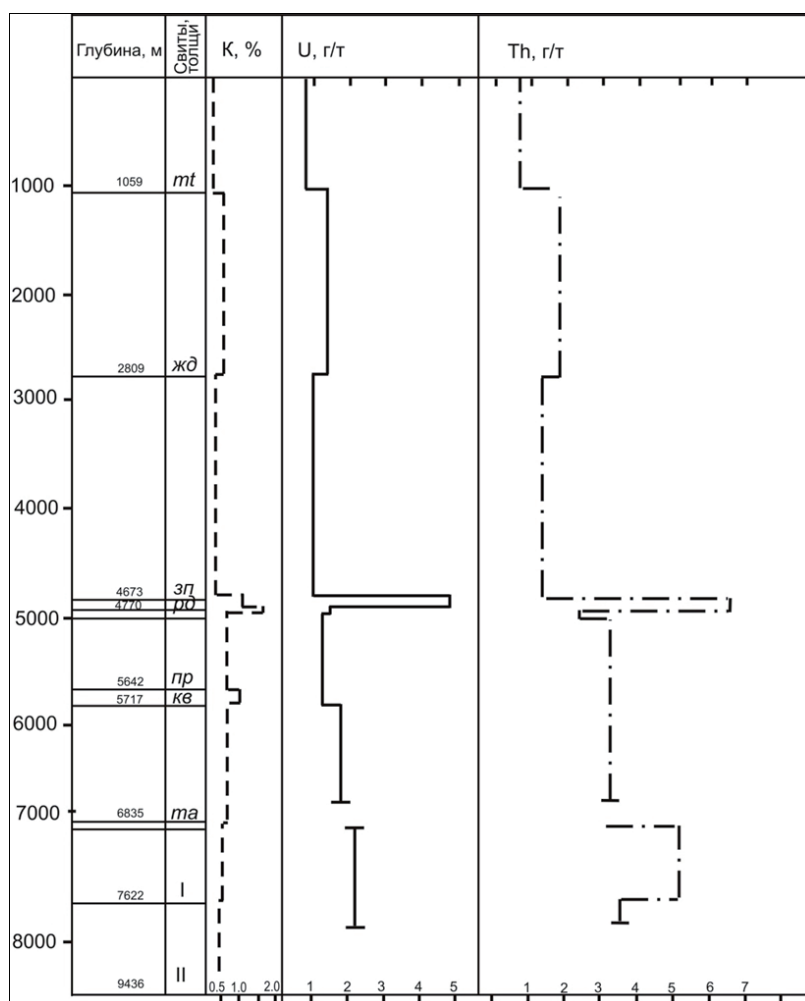 Глубина, м
Свиты, толщи
К, %
U, г/т
Th, г/т
1000
1059 mt
2000
2809 жд
3000
4000
4673 зп
4770 рд
5000
5642 пр
5717 кв
6000
7000
6835 ma
7622 I
8000
9436 II
0.5 1.0 2.0
1 2 3 4 5
1 2 3 4 5 6 7